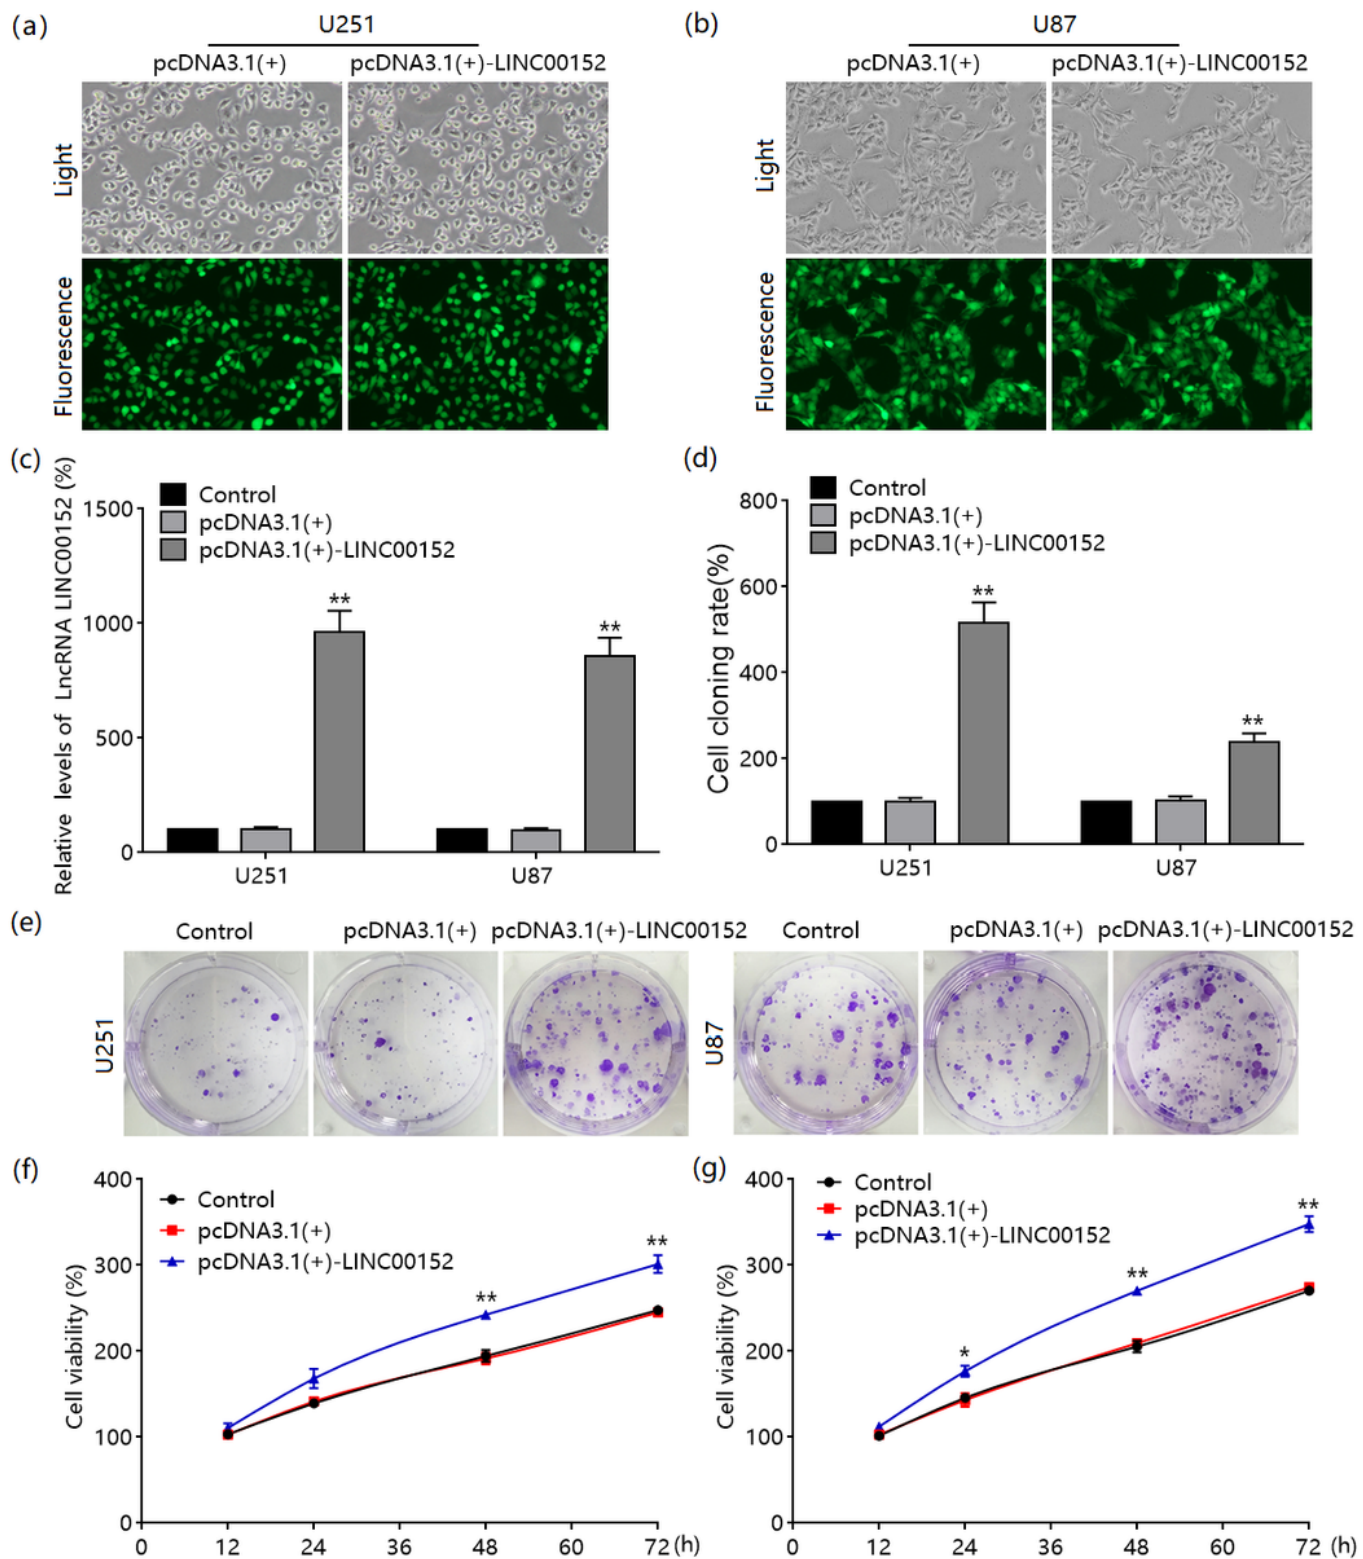 (a)
U251
pcDNA3.1(+) pcDNA3.1(+)-LINC00152
Light
Fluorescence
(b)
U87
pcDNA3.1(+) pcDNA3.1(+)-LINC00152
Light
Fluorescence
(c)
Relative levels of LncRNA LINC00152 (%)
Control
pcDNA3.1(+)
pcDNA3.1(+)-LINC00152
1500
1000
500
0
**
**
U251 U87
(d)
Cell cloning rate(%)
Control
pcDNA3.1(+)
pcDNA3.1(+)-LINC00152
800
600
400
200
0
**
**
U251 U87
(e)
Control pcDNA3.1(+) pcDNA3.1(+)-LINC00152 Control pcDNA3.1(+) pcDNA3.1(+)-LINC00152
U251
U87
(f)
Cell viability (%)
Control
pcDNA3.1(+)
pcDNA3.1(+)-LINC00152
400
300
200
100
0
**
**
0 12 24 36 48 60 72 (h)
(g)
Cell viability (%)
Control
pcDNA3.1(+)
pcDNA3.1(+)-LINC00152
400
300
200
100
0
*
**
**
0 12 24 36 48 60 72 (h)